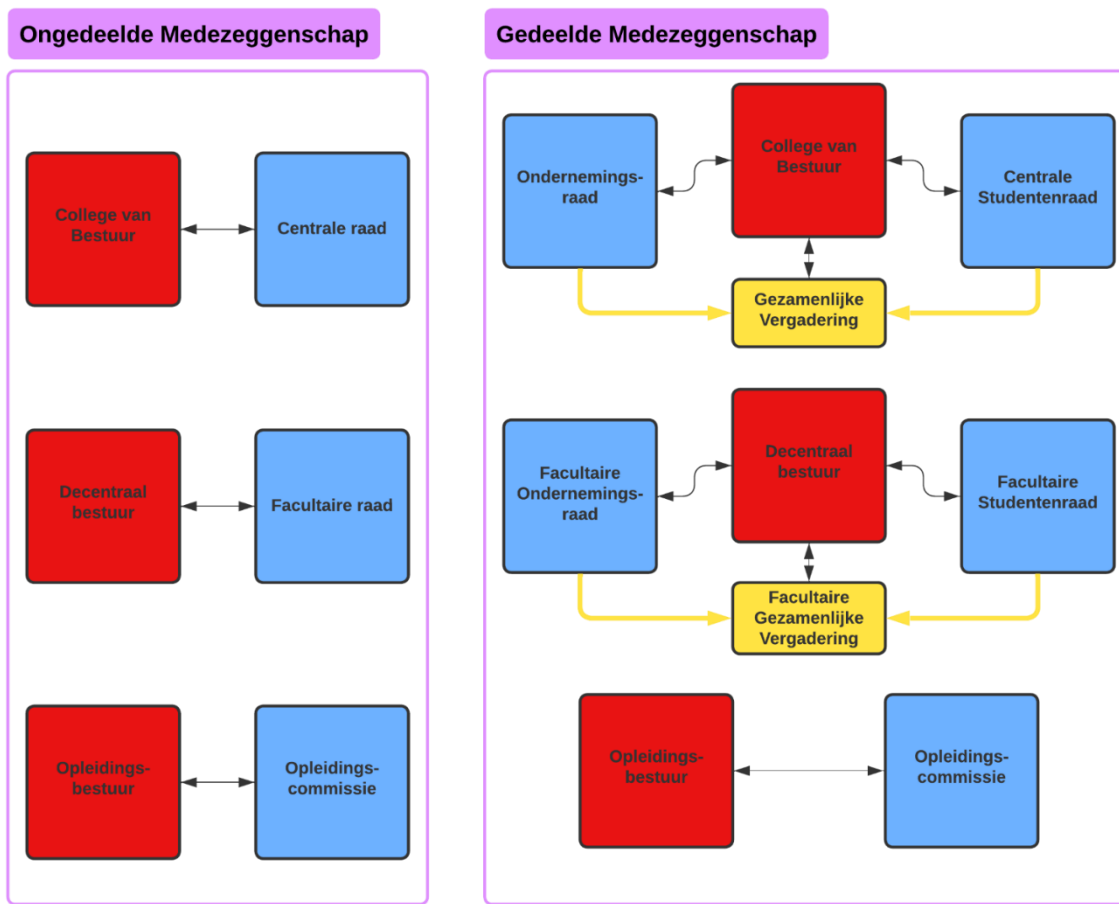 Ongedeelde Medezeggenschap
College van
Bestuur
Centrale raad
Decentraal
bestuur
Facultaire raad
Opleidings-
bestuur
Opleidings-
commissie
Gedeelde Medezeggenschap
Ondernemings-
raad
College van
Bestuur
Centrale
Studentenraad
Gezamenlijke
Vergadering
Facultaire
Ondernemings-
raad
Decentraal
bestuur
Facultaire
Studentenraad
Facultaire
Gezamenlijke
Vergadering
Opleidings-
bestuur
Opleidings-
commissie